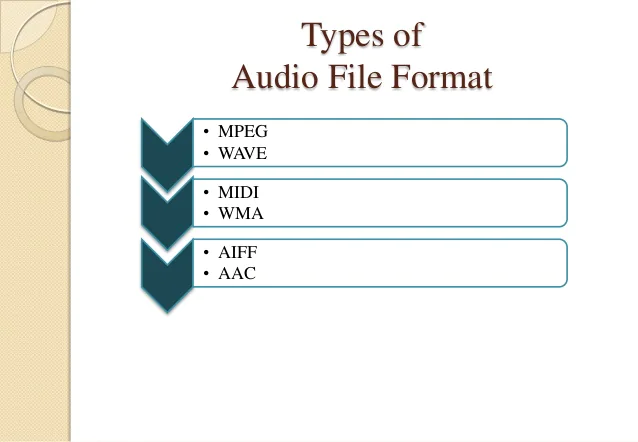 Types of
Audio File Format
• MPEG
• WAVE
• MIDI
• WMA
• AIFF
• AAC